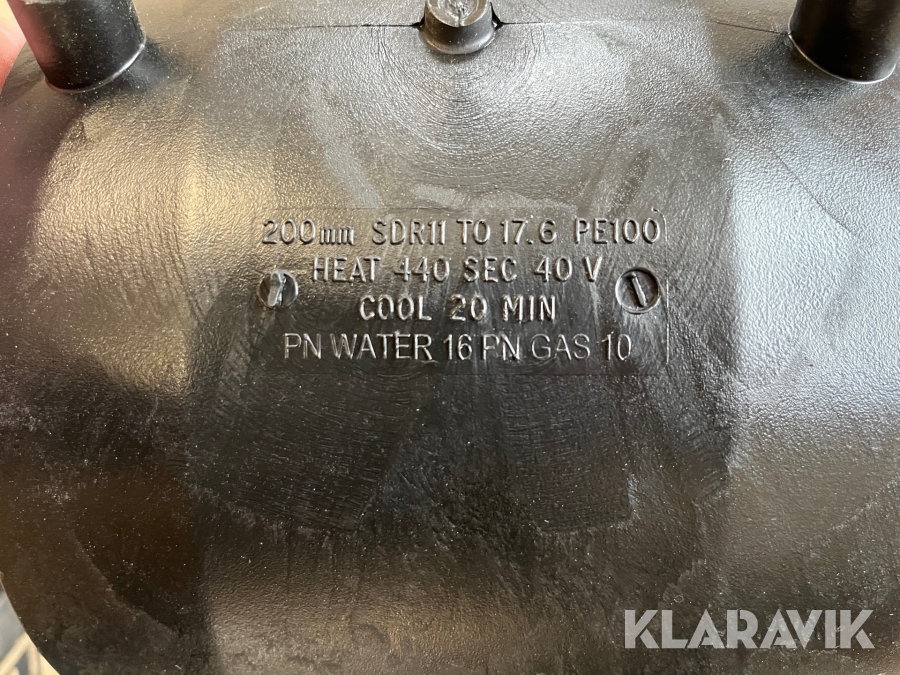 200mm SDR11 TO 17.6 PE100
HEAT 440 SEC 40 V
COOL 20 MIN
PN WATER 16 PN GAS 10
KLARAVIK